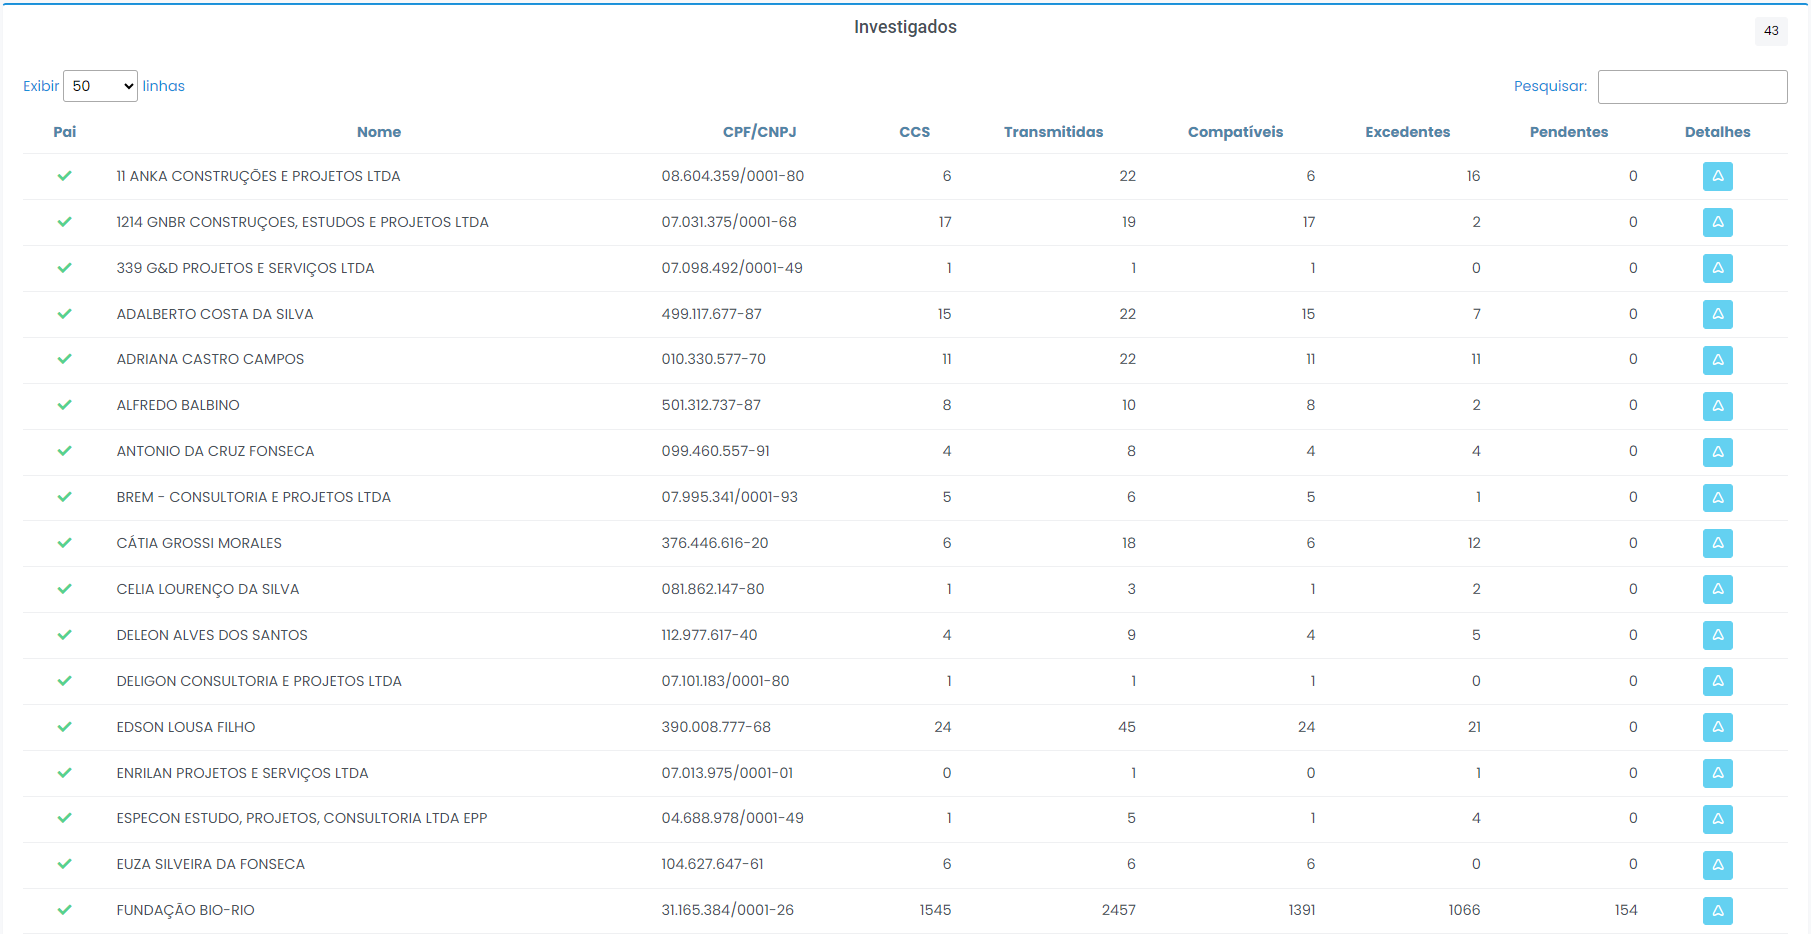 Investigados
43
Exibir 50 linhas
Pesquisar:
Pai Nome CPF/CNPJ CCS Transmitidas Compatíveis Excedentes Pendentes Detalhes
11 ANKA CONSTRUÇÕES E PROJETOS LTDA 08.604.359/0001-80 6 22 6 16 0
1214 GNBR CONSTRUÇOES, ESTUDOS E PROJETOS LTDA 07.031.375/0001-68 17 19 17 2 0
339 G&D PROJETOS E SERVIÇOS LTDA 07.098.492/0001-49 1 1 1 0 0
ADALBERTO COSTA DA SILVA 499.117.677-87 15 22 15 7 0
ADRIANA CASTRO CAMPOS 010.330.577-70 11 22 11 11 0
ALFREDO BALBINO 501.312.737-87 8 10 8 2 0
ANTONIO DA CRUZ FONSECA 099.460.557-91 4 8 4 4 0
BREM - CONSULTORIA E PROJETOS LTDA 07.995.341/0001-93 5 6 5 1 0
CÁTIA GROSSI MORALES 376.446.616-20 6 18 6 12 0
CELIA LOURENÇO DA SILVA 081.862.147-80 1 3 1 2 0
DELEON ALVES DOS SANTOS 112.977.617-40 4 9 4 5 0
DELIGON CONSULTORIA E PROJETOS LTDA 07.101.183/0001-80 1 1 1 0 0
EDSON LOUSA FILHO 390.008.777-68 24 45 24 21 0
ENRILAN PROJETOS E SERVIÇOS LTDA 07.013.975/0001-01 0 1 0 1 0
ESPECON ESTUDO, PROJETOS, CONSULTORIA LTDA EPP 04.688.978/0001-49 1 5 1 4 0
EUZA SILVEIRA DA FONSECA 104.627.647-61 6 6 6 0 0
FUNDAÇÃO BIO-RIO 31.165.384/0001-26 1545 2457 1391 1066 154